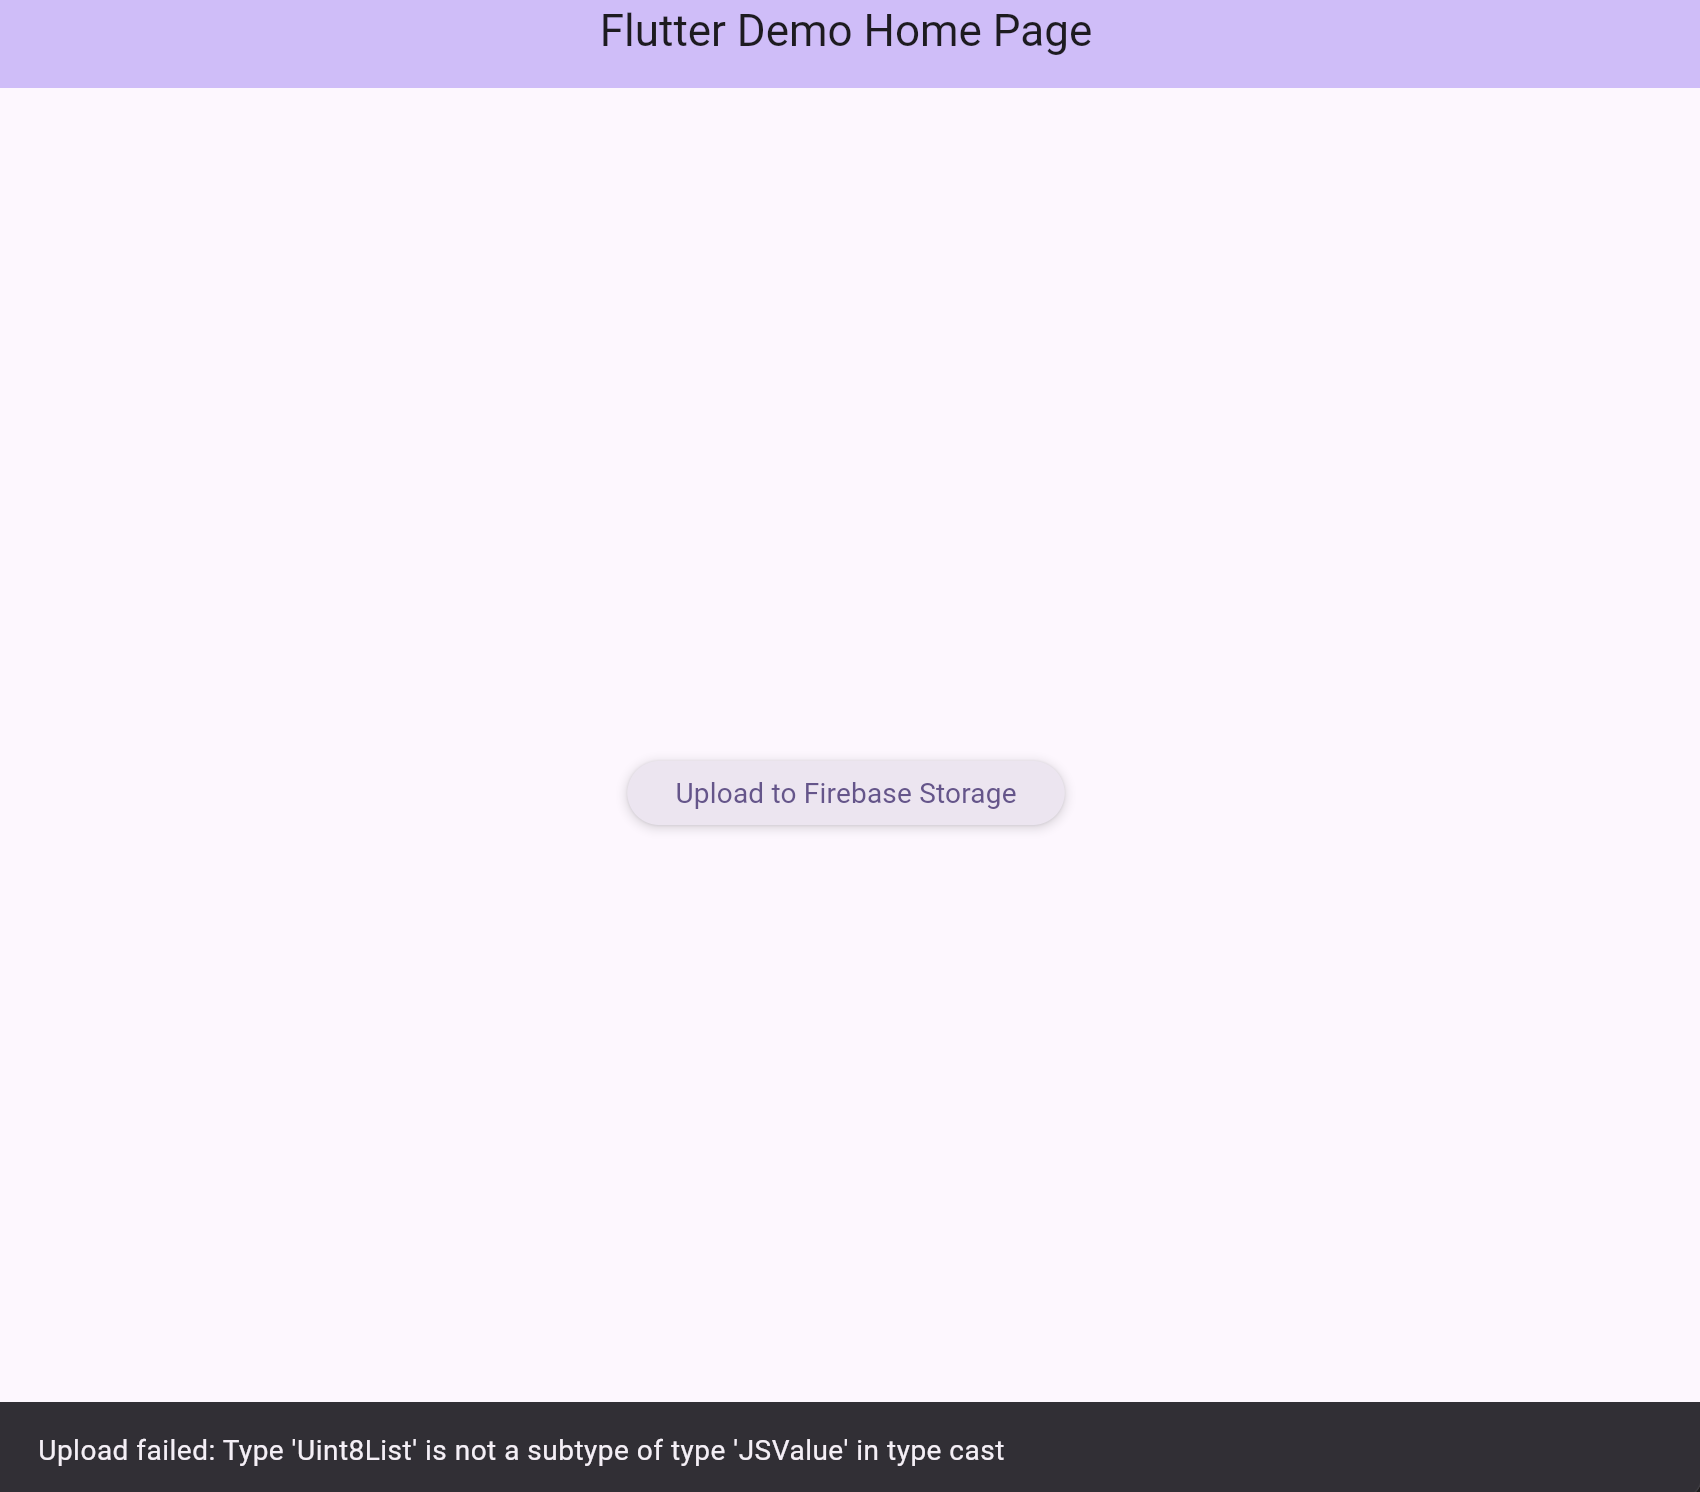 Flutter Demo Home Page
Upload to Firebase Storage
Upload failed: Type 'Uint8List' is not a subtype of type 'JSValue' in type cast